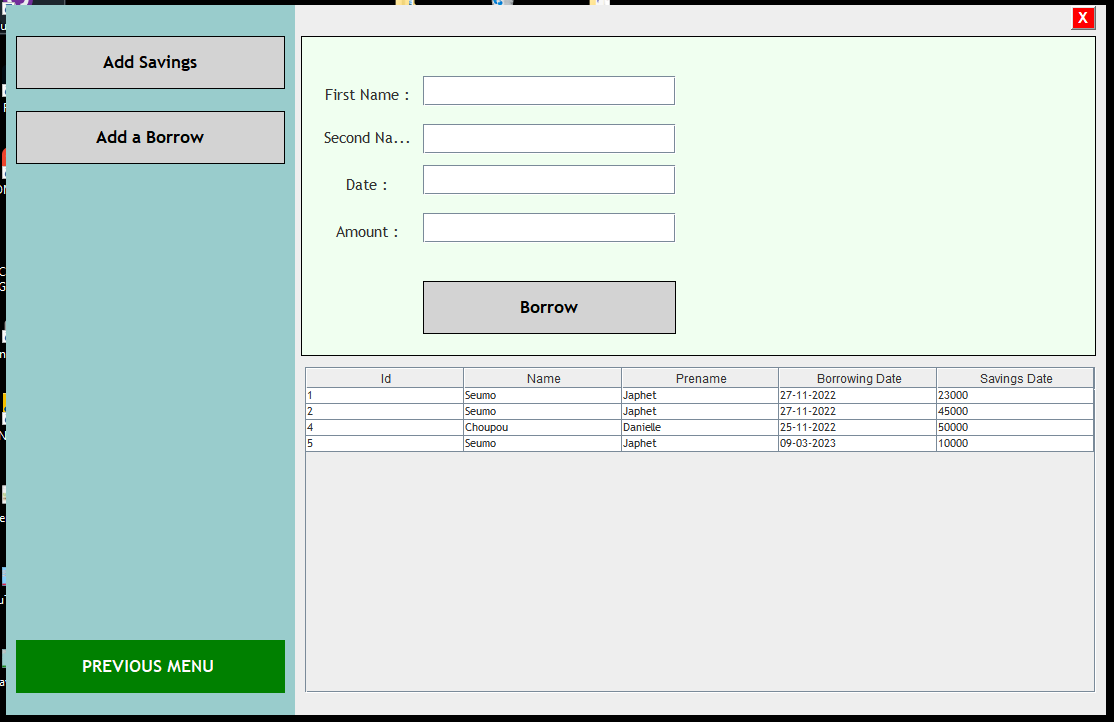 X
Add Savings
Add a Borrow
First Name :
Second Na...
Date :
Amount :
Borrow
Id Name Prename Borrowing Date Savings Date
1 Seumo Japhet 27-11-2022 23000
2 Seumo Japhet 27-11-2022 45000
4 Choupou Danielle 25-11-2022 50000
5 Seumo Japhet 09-03-2023 10000
PREVIOUS MENU